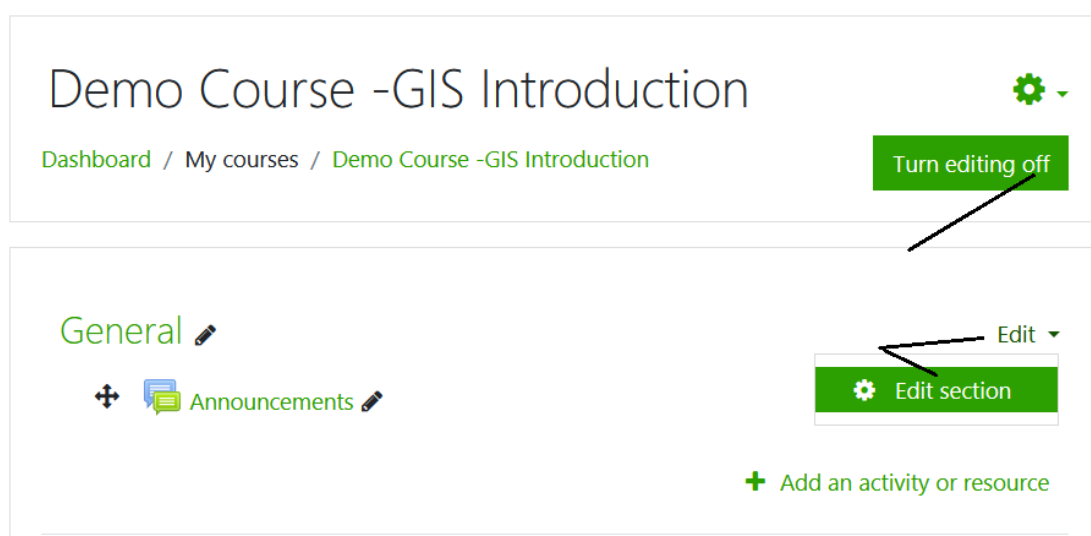 Demo Course -GIS Introduction
Dashboard / My courses / Demo Course -GIS Introduction
Turn editing off
General
Edit
Announcements
Edit section
Add an activity or resource